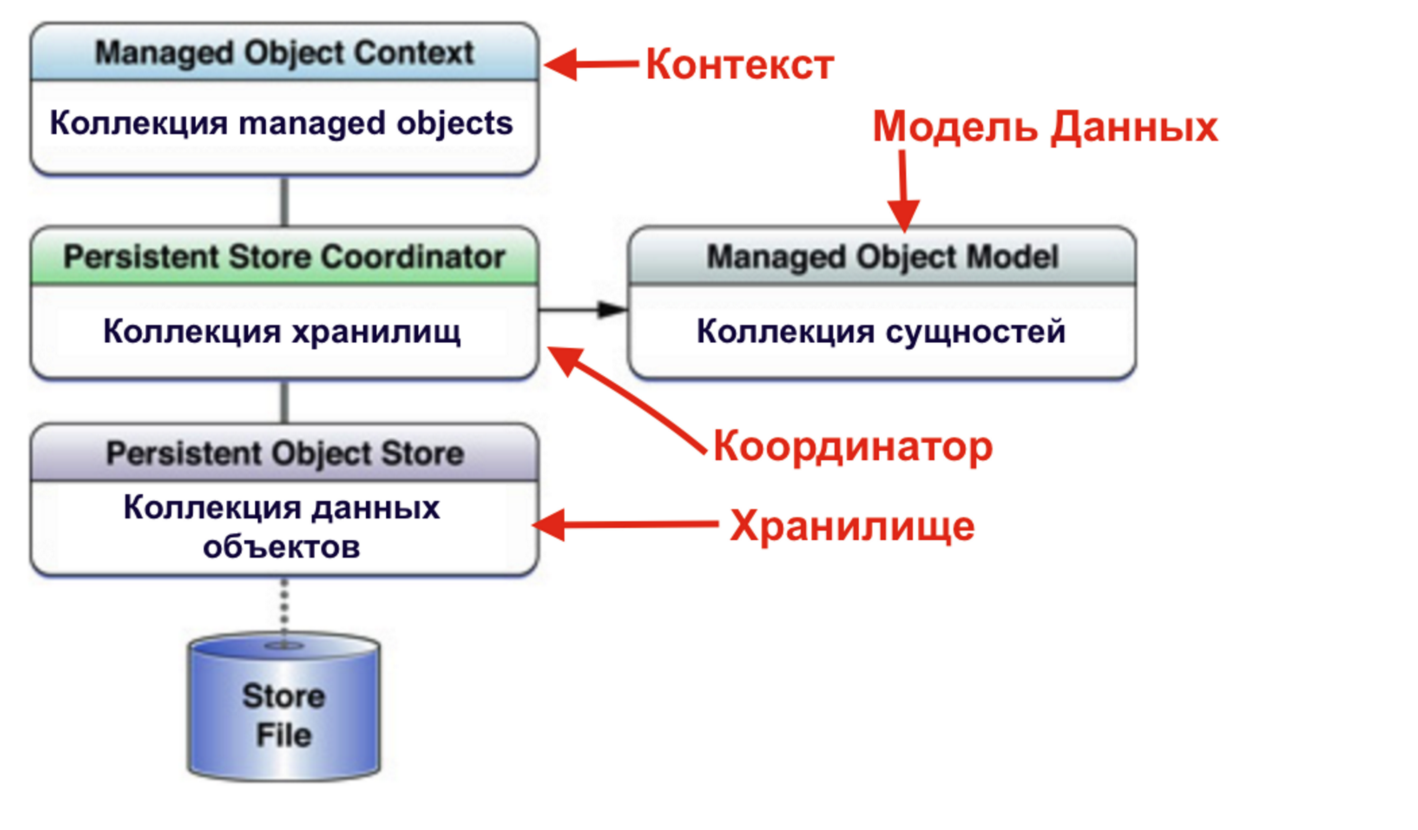 Managed Object Context
Контекст
Коллекция managed objects
Модель Данных
Persistent Store Coordinator
Managed Object Model
Коллекция хранилищ
Коллекция сущностей
Координатор
Persistent Object Store
Коллекция данных
объектов
Хранилище
Store
File